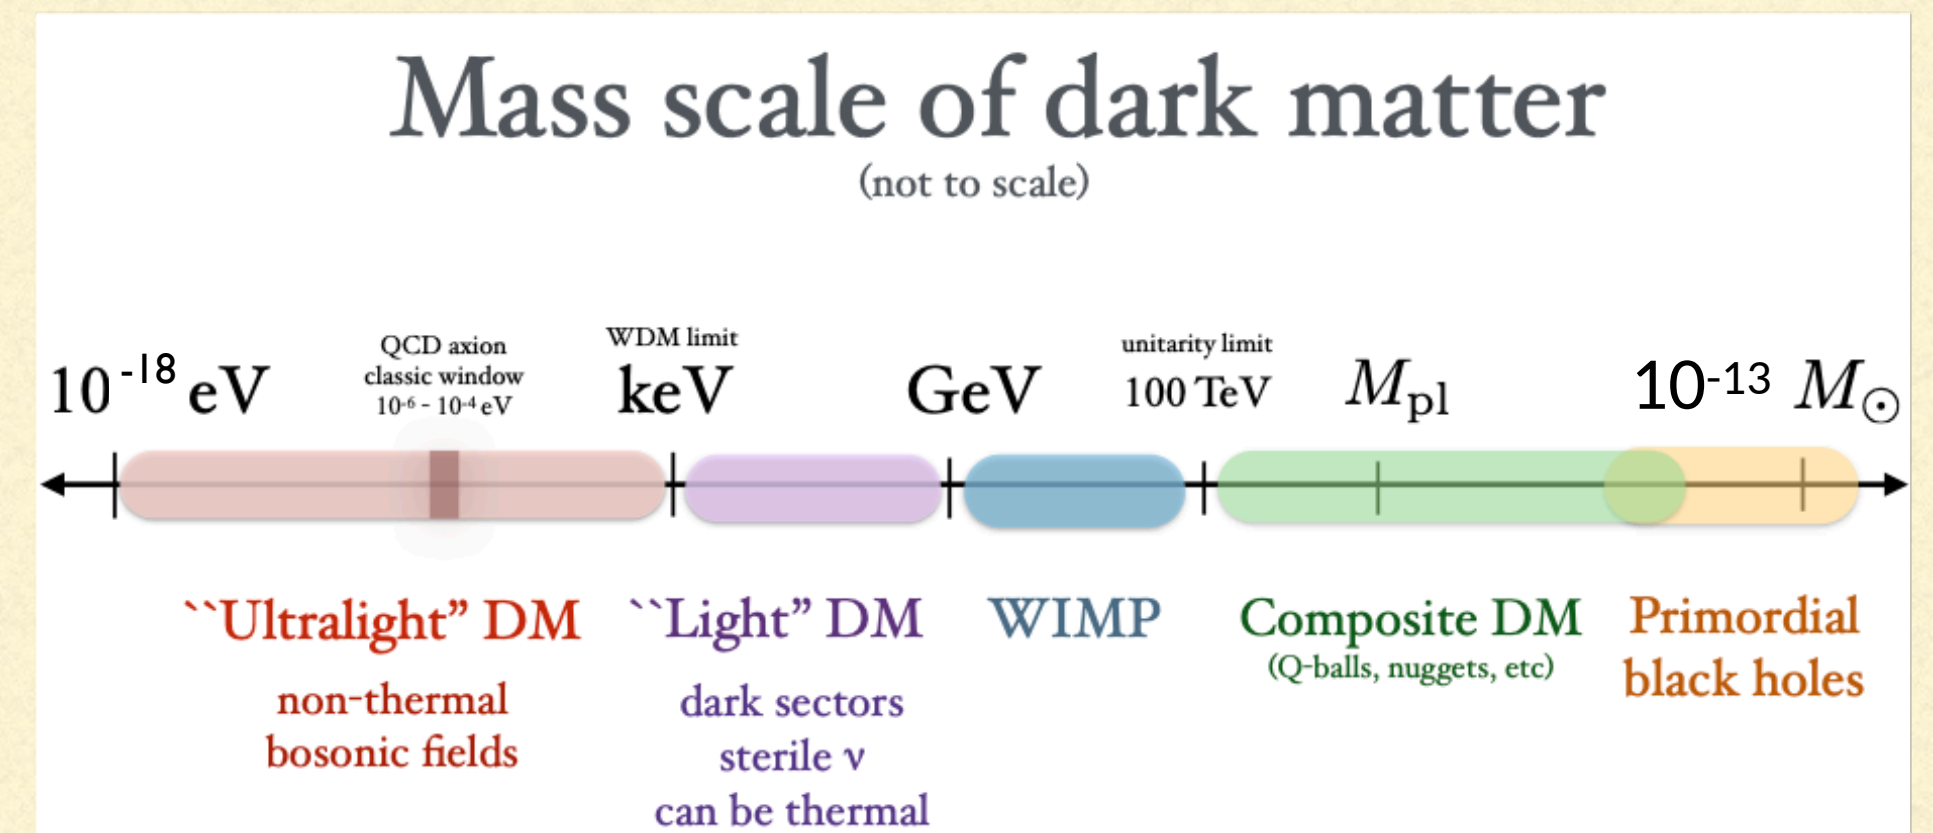 Mass scale of dark matter
(not to scale)
10⁻¹⁸ eV
QCD axion
classic window
10⁻⁶ - 10⁻⁴ eV
WDM limit
keV
GeV
unitarity limit
100 TeV
Mpl
10⁻¹³ M☉
``Ultralight” DM
non-thermal
bosonic fields
``Light” DM
dark sectors
sterile ν
can be thermal
WIMP
Composite DM
(Q-balls, nuggets, etc)
Primordial
black holes